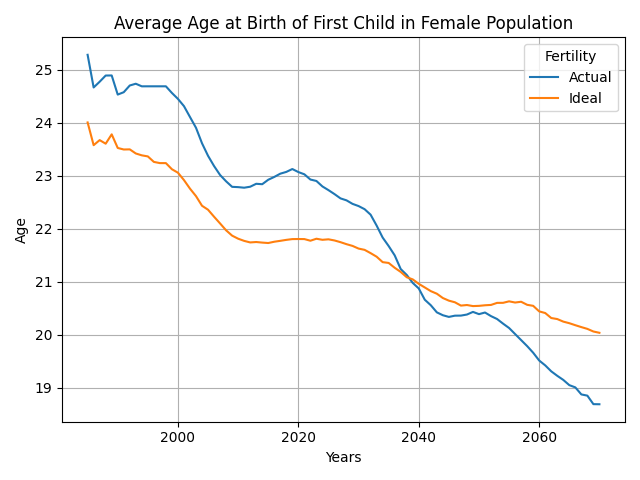 Average Age at Birth of First Child in Female Population
Fertility
Actual
Ideal
Age
25
24
23
22
21
20
19
2000 2020 2040 2060
Years